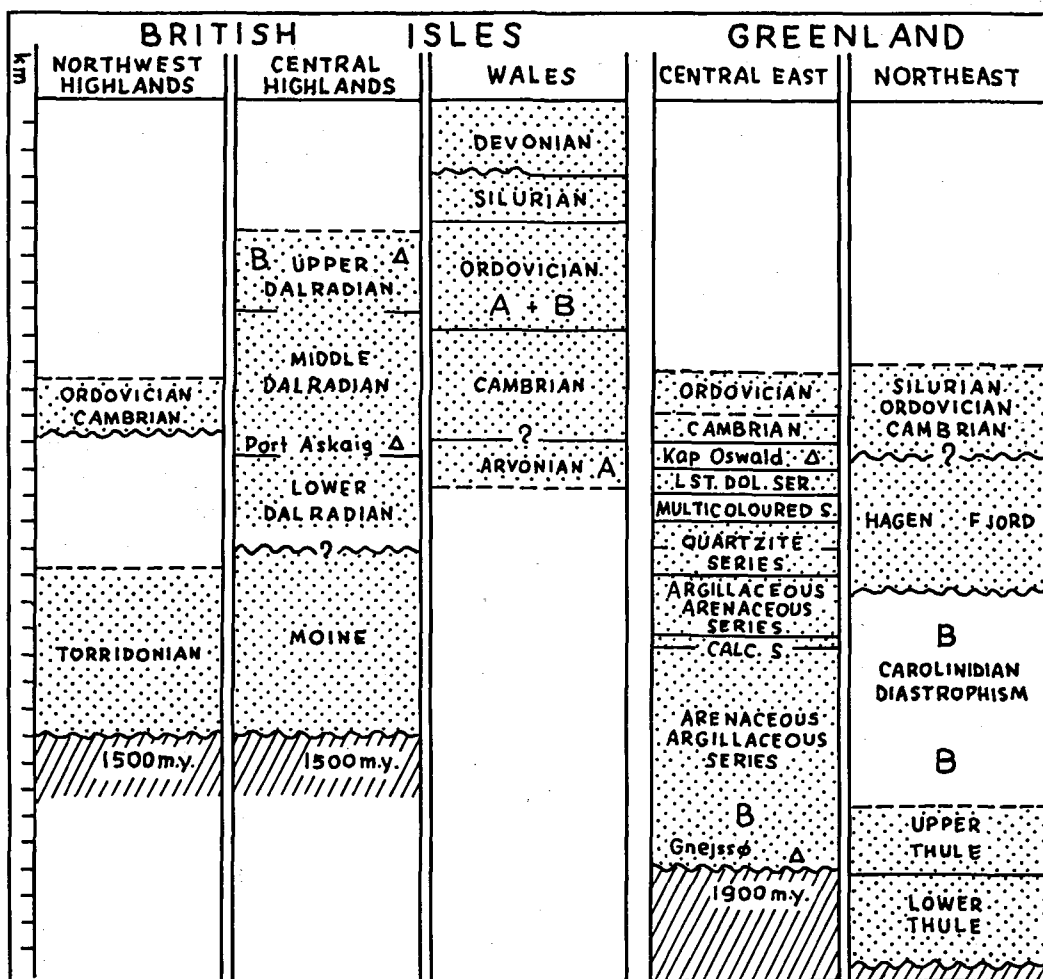 BRITISH ISLES
GREENLAND
km
NORTHWEST
HIGHLANDS
CENTRAL
HIGHLANDS
WALES
CENTRAL EAST
NORTHEAST
ORDOVICIAN
CAMBRIAN
TORRIDONIAN
1500 m.y.
B UPPER Δ
DALRADIAN
MIDDLE
DALRADIAN
Port Askaig Δ
LOWER
DALRADIAN
?
MOINE
1500 m.y.
DEVONIAN
SILURIAN
ORDOVICIAN
A + B
CAMBRIAN
?
ARVONIAN A
ORDOVICIAN
CAMBRIAN
Kap Oswald Δ
LST. DOL. SER.
MULTICOLOURED S.
QUARTZITE
SERIES
ARGILLACEOUS
ARENACEOUS
SERIES
CALC. S.
ARENACEOUS
ARGILLACEOUS
SERIES
B
Gnejssø Δ
1900 m.y.
SILURIAN
ORDOVICIAN
CAMBRIAN
?
HAGEN FJORD
B
CAROLINIDIAN
DIASTROPHISM
B
UPPER
THULE
LOWER
THULE